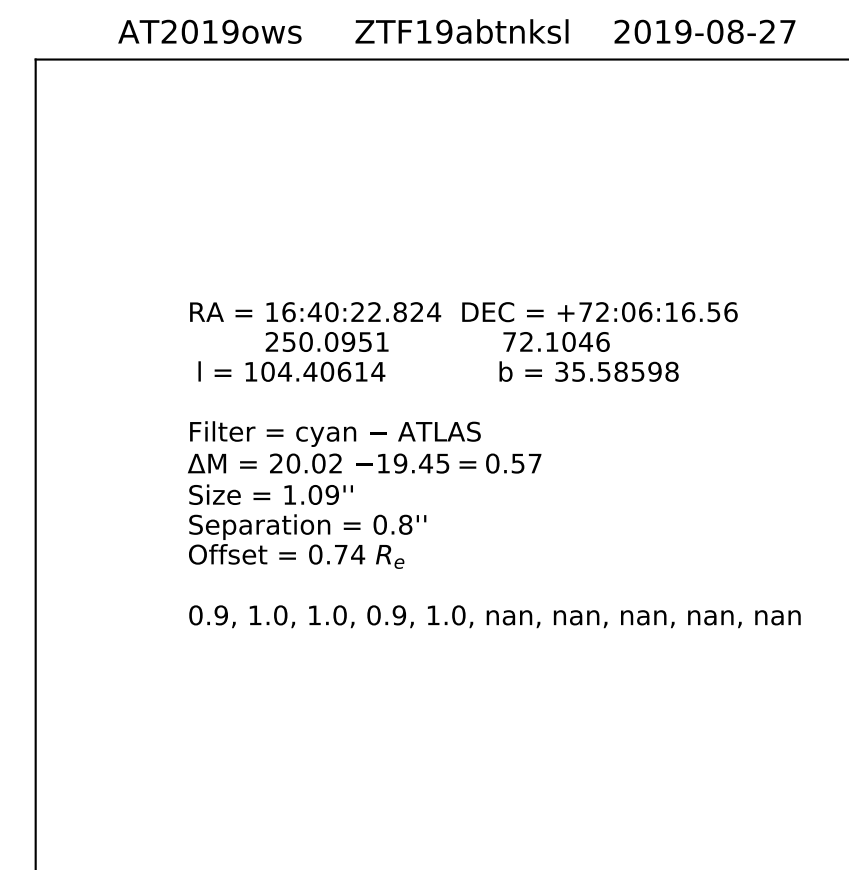 AT2019ows ZTF19abtnksl 2019-08-27
RA = 16:40:22.824 DEC = +72:06:16.56
250.0951 72.1046
l = 104.40614 b = 35.58598
Filter = cyan − ATLAS
ΔM = 20.02 −19.45 = 0.57
Size = 1.09''
Separation = 0.8''
Offset = 0.74 Rₑ
0.9, 1.0, 1.0, 0.9, 1.0, nan, nan, nan, nan, nan